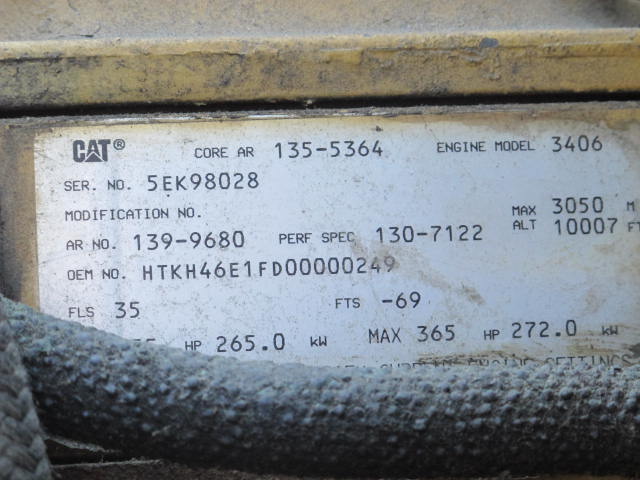 CAT® CORE AR 135-5364 ENGINE MODEL 3406
SER. NO. 5EK98028
MODIFICATION NO. MAX 3050 M
AR NO. 139-9680 PERF SPEC 130-7122 ALT 10007 FT
OEM NO. HTKH46E1FD00000249
FLS 35 FTS -69
HP 265.0 kW MAX 365 HP 272.0 kW
SETTINGS